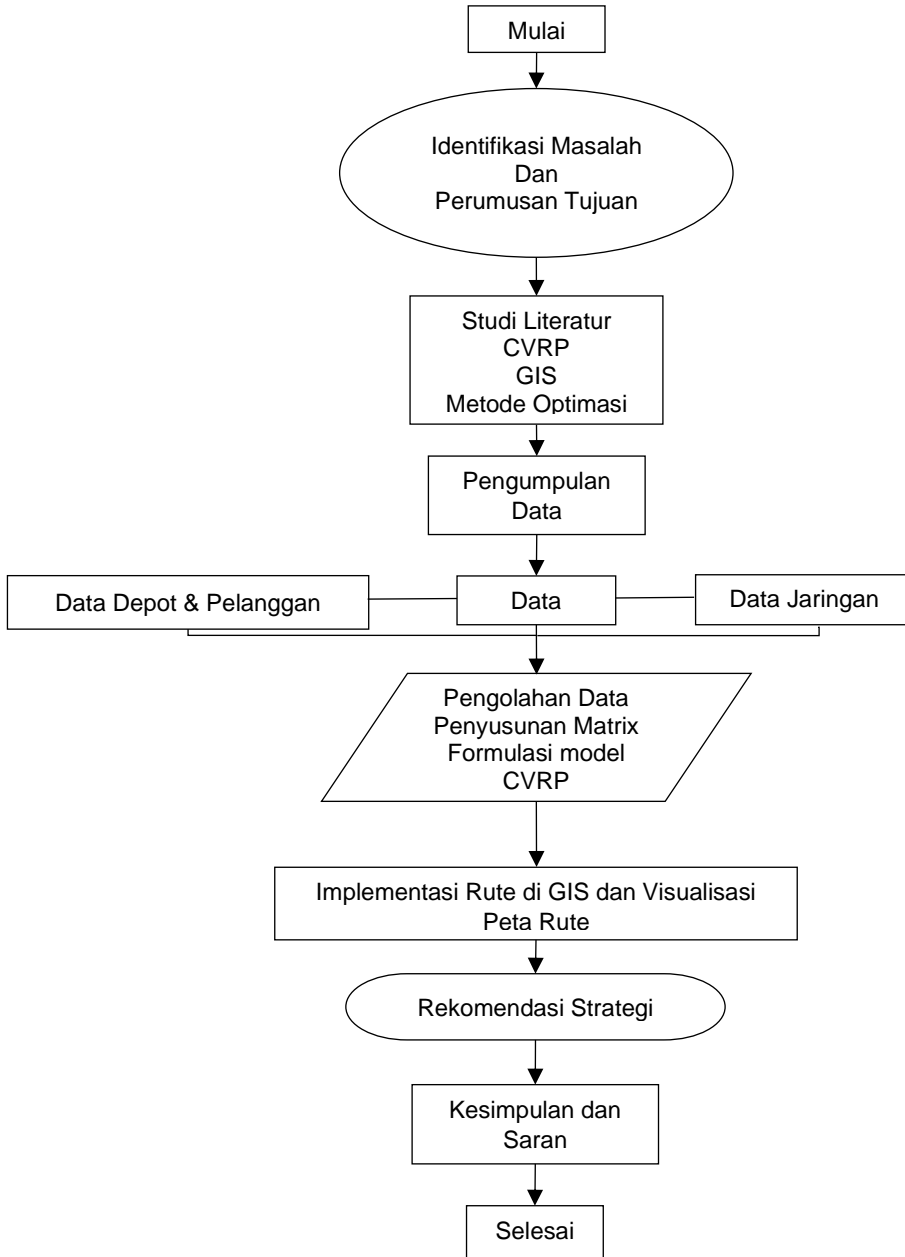 Mulai
Identifikasi Masalah
Dan
Perumusan Tujuan
Studi Literatur
CVRP
GIS
Metode Optimasi
Pengumpulan
Data
Data Depot & Pelanggan
Data
Data Jaringan
Pengolahan Data
Penyusunan Matrix
Formulasi model
CVRP
Implementasi Rute di GIS dan Visualisasi
Peta Rute
Rekomendasi Strategi
Kesimpulan dan
Saran
Selesai